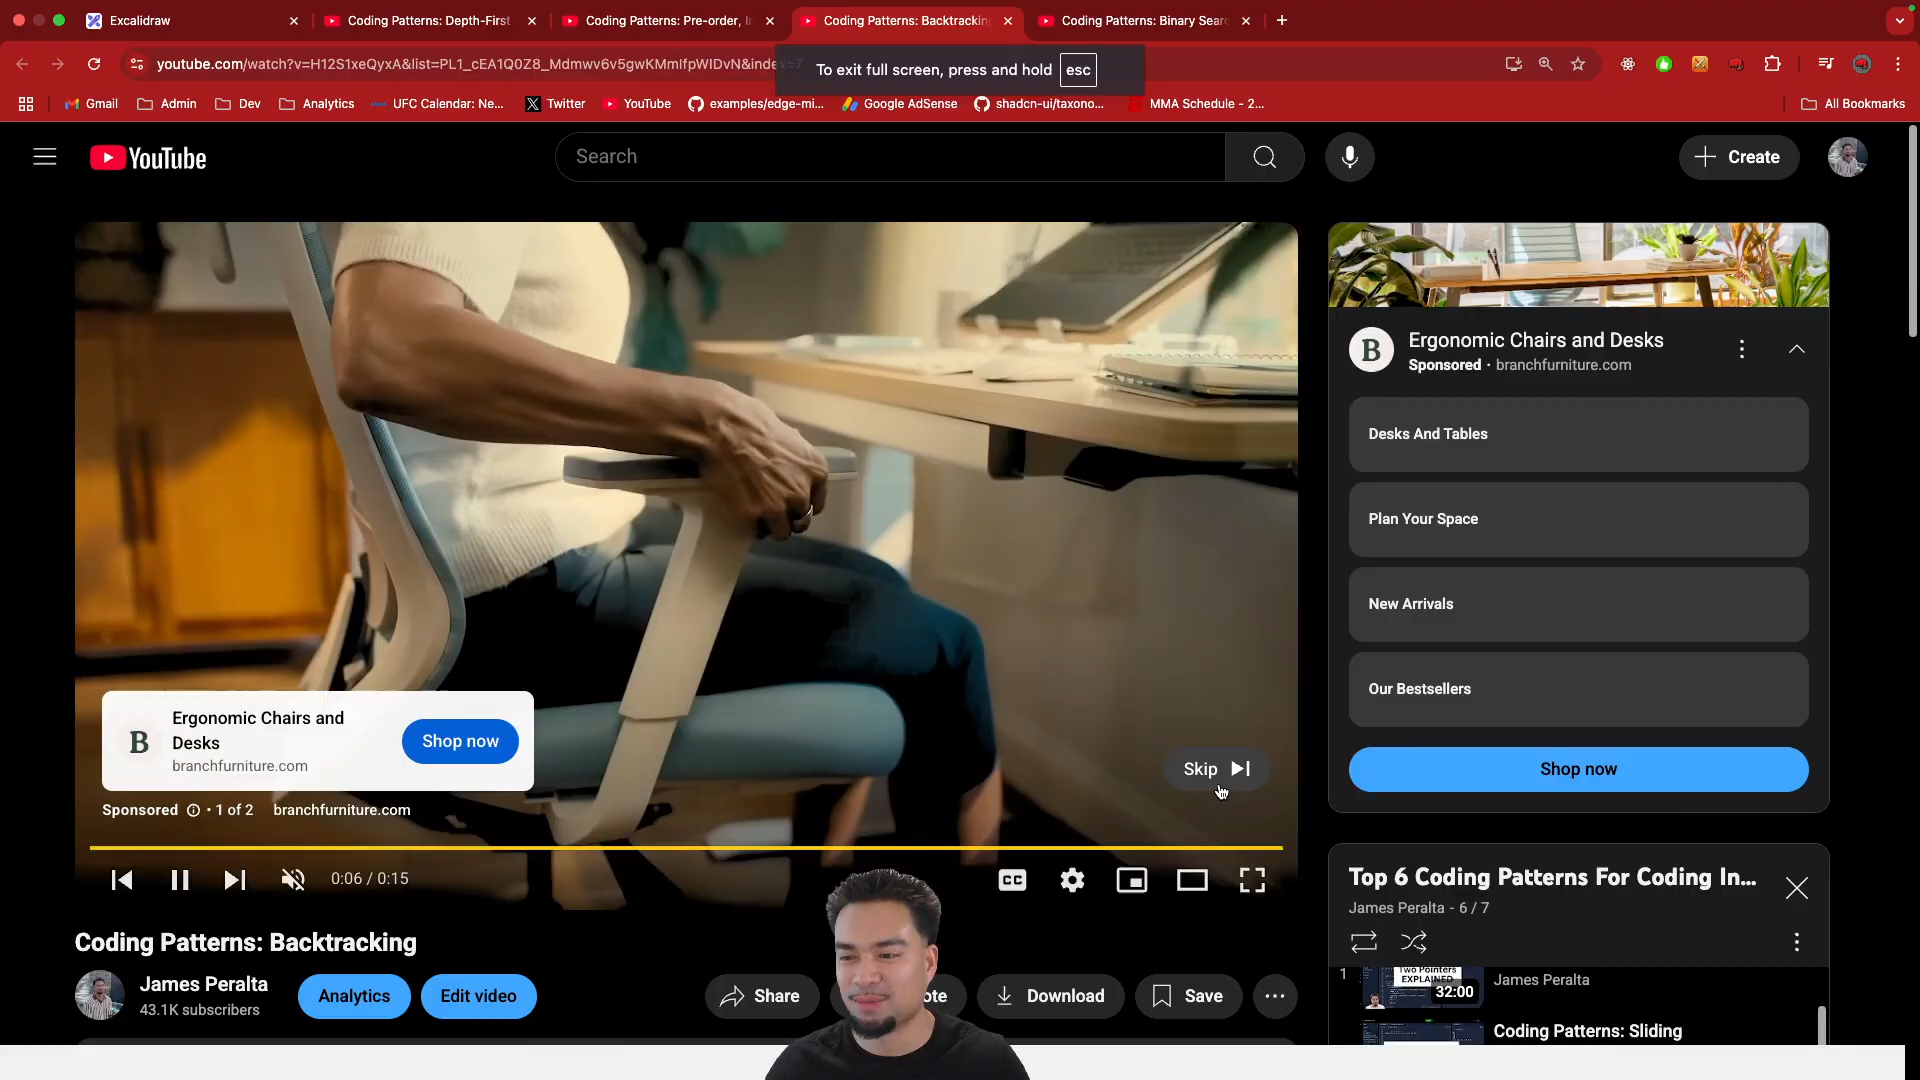 Excalidraw
Coding Patterns: Depth-First
Coding Patterns: Pre-order, I
Coding Patterns: Backtracking
Coding Patterns: Binary Sear
youtube.com/watch?v=H12S1xeQyxA&list=PL1_cEA1Q0Z8_Mdmwv6v5gwKMmIfpWIDvN&index=7
To exit full screen, press and hold esc
Gmail
Admin
Dev
Analytics
UFC Calendar: Ne...
Twitter
YouTube
examples/edge-mi...
Google AdSense
shadcn-ui/taxono...
MMA Schedule - 2...
All Bookmarks
YouTube
Search
Create
B
Ergonomic Chairs and Desks
Sponsored · branchfurniture.com
Desks And Tables
Plan Your Space
New Arrivals
Our Bestsellers
Shop now
B
Ergonomic Chairs and
Desks
branchfurniture.com
Shop now
Skip
Sponsored · 1 of 2 branchfurniture.com
0:06 / 0:15
CC
Coding Patterns: Backtracking
James Peralta
43.1K subscribers
Analytics
Edit video
Share
ote
Download
Save
Top 6 Coding Patterns For Coding In...
James Peralta - 6 / 7
1
Two Pointers
EXPLAINED
32:00
James Peralta
Coding Patterns: Sliding